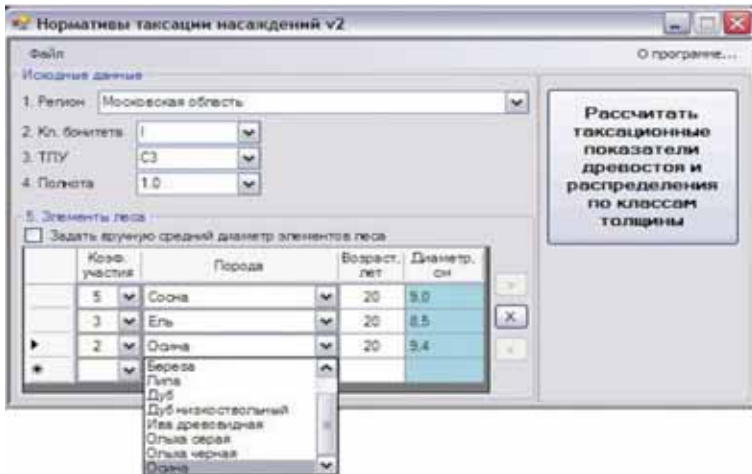 Нормативы таксации насаждений v2
Файл
О программе...
Исходные данные
1. Регион Московская область
2. Кл. бонитета I
3. ТЛУ С3
4. Полнота 1.0
5. Элементы леса
Задать вручную средний диаметр элементов леса
Коэф. участия Порода Возраст, лет Диаметр, см
5 Сосна 20 9,0
3 Ель 20 8,5
2 Осина 20 9,4
Береза
Липа
Дуб
Дуб низкоствольный
Ива древовидная
Ольха серая
Ольха черная
Осина
X
Рассчитать
таксационные
показатели
древостоя и
распределения
по классам
толщины